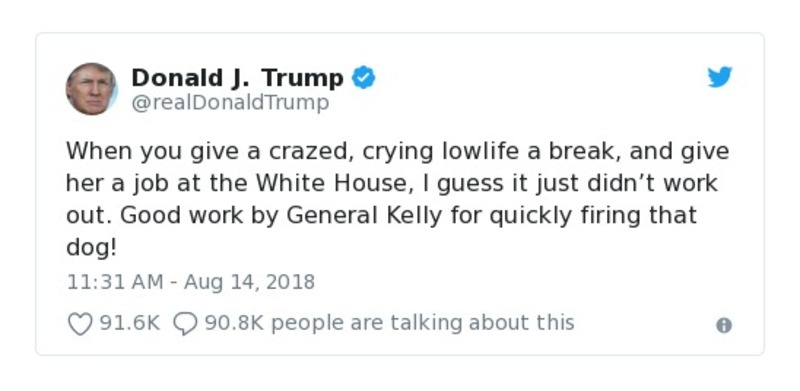 Donald J. Trump
@realDonaldTrump
When you give a crazed, crying lowlife a break, and give
her a job at the White House, I guess it just didn’t work
out. Good work by General Kelly for quickly firing that
dog!
11:31 AM - Aug 14, 2018
91.6K 90.8K people are talking about this